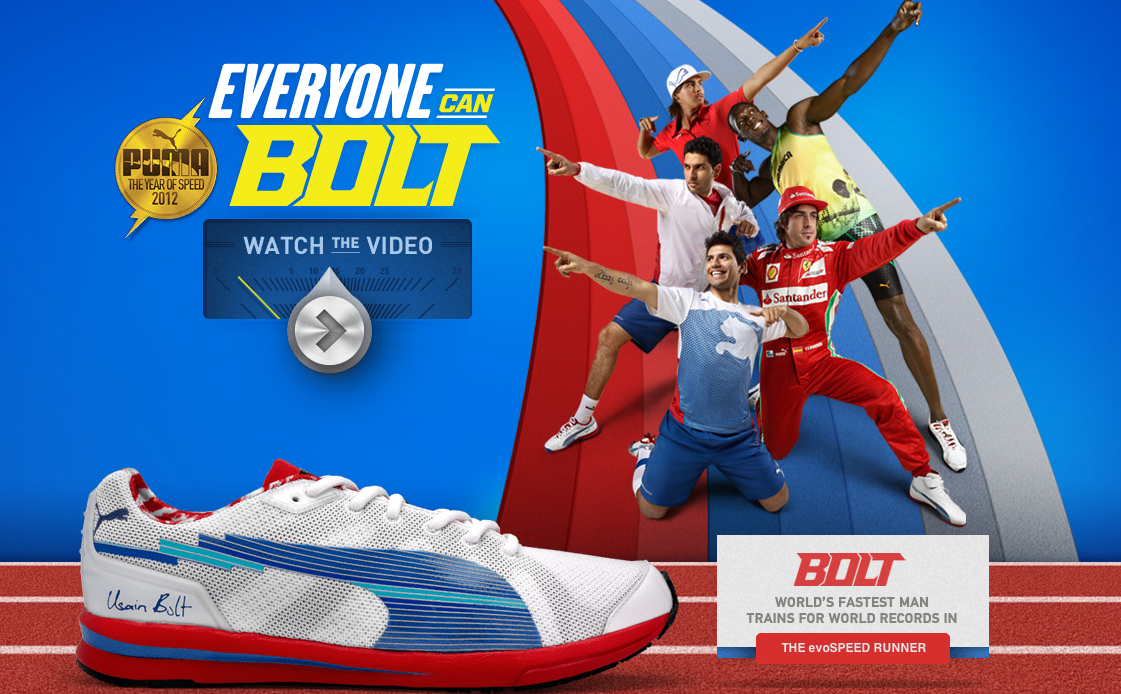 EVERYONE CAN
BOLT
PUMA
THE YEAR OF SPEED
2012
WATCH THE VIDEO
5 10 15 20 25 30
Santander
Usain Bolt
BOLT
WORLD'S FASTEST MAN
TRAINS FOR WORLD RECORDS IN
THE evoSPEED RUNNER